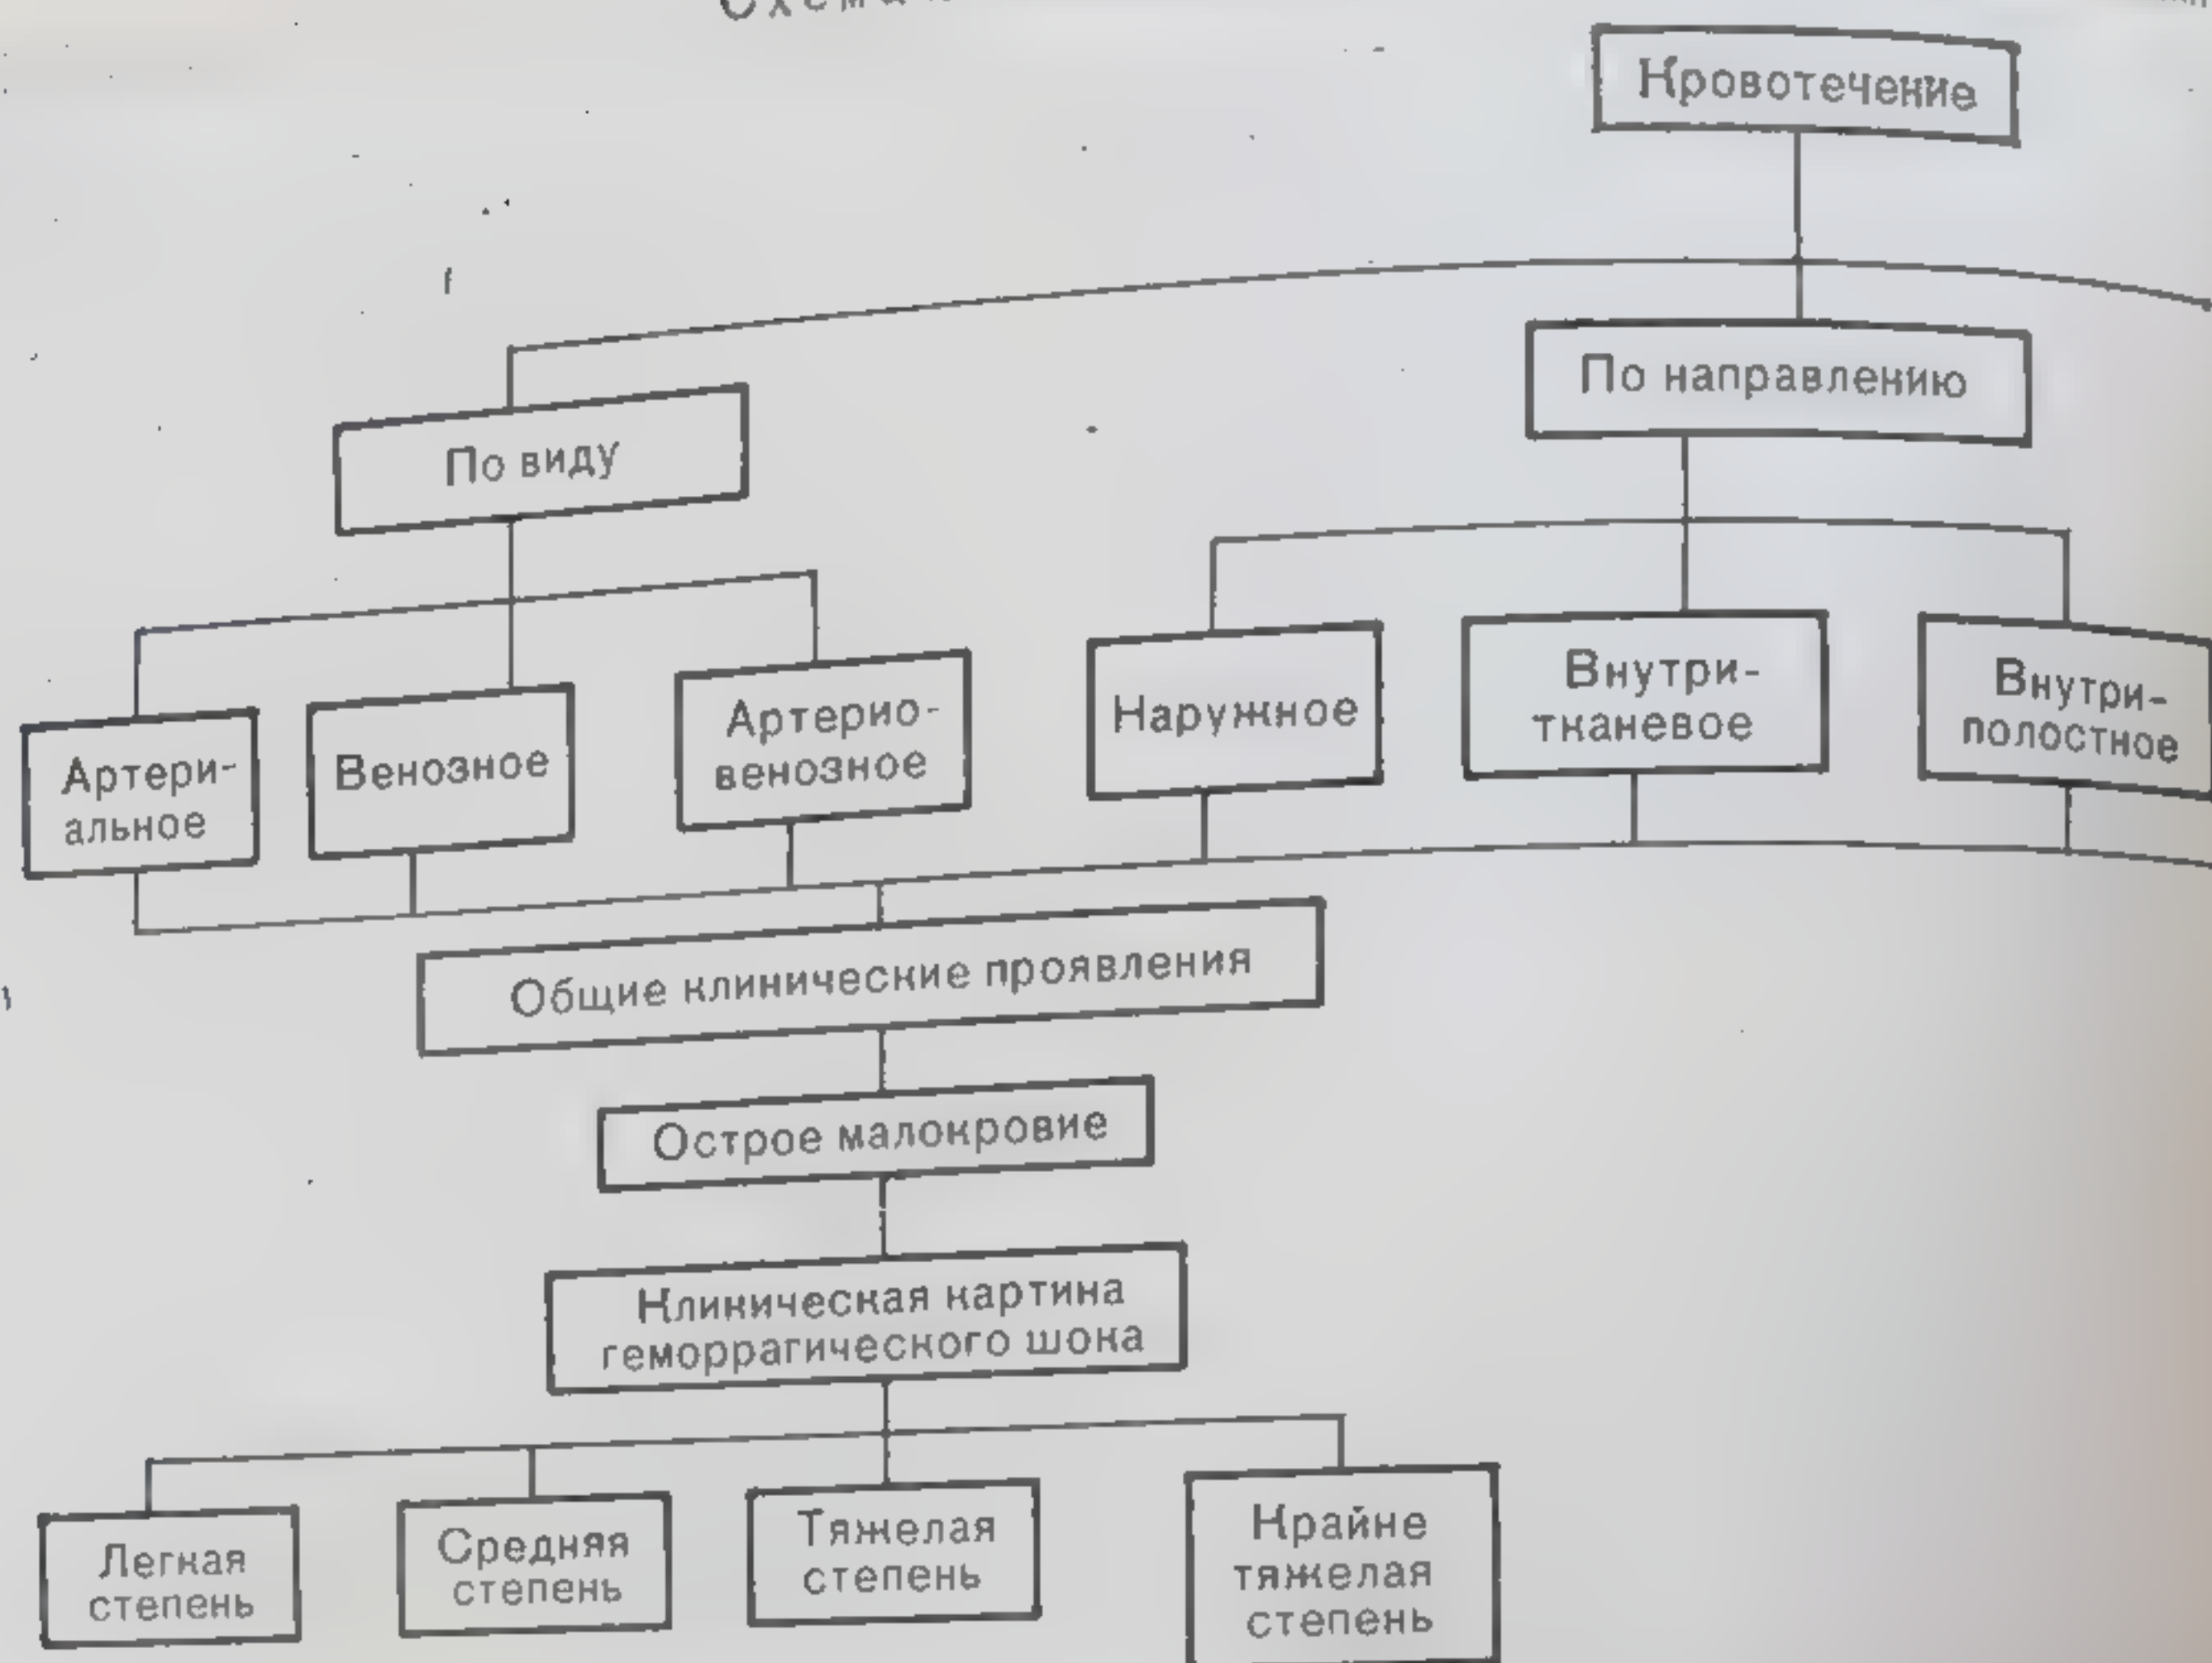 Кровотечение
По направлению
По виду
Артери-
альное
Венозное
Артерио-
венозное
Наружное
Внутри-
тканевое
Внутри-
полостное
Общие клинические проявления
Острое малокровие
Клиническая картина
геморрагического шока
Легкая
степень
Средняя
степень
Тяжелая
степень
Крайне
тяжелая
степень